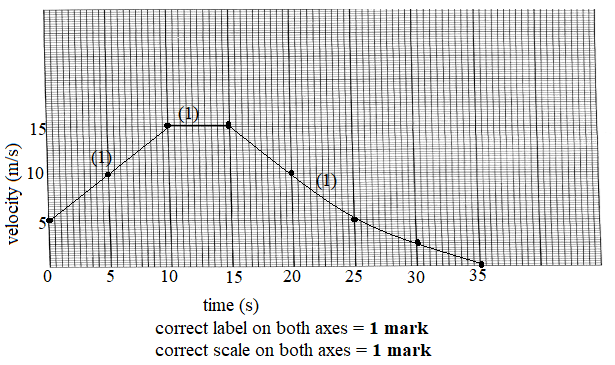 (1)
15
(1)
10
(1)
5
velocity (m/s)
0 5 10 15 20 25 30 35
time (s)
correct label on both axes = 1 mark
correct scale on both axes = 1 mark